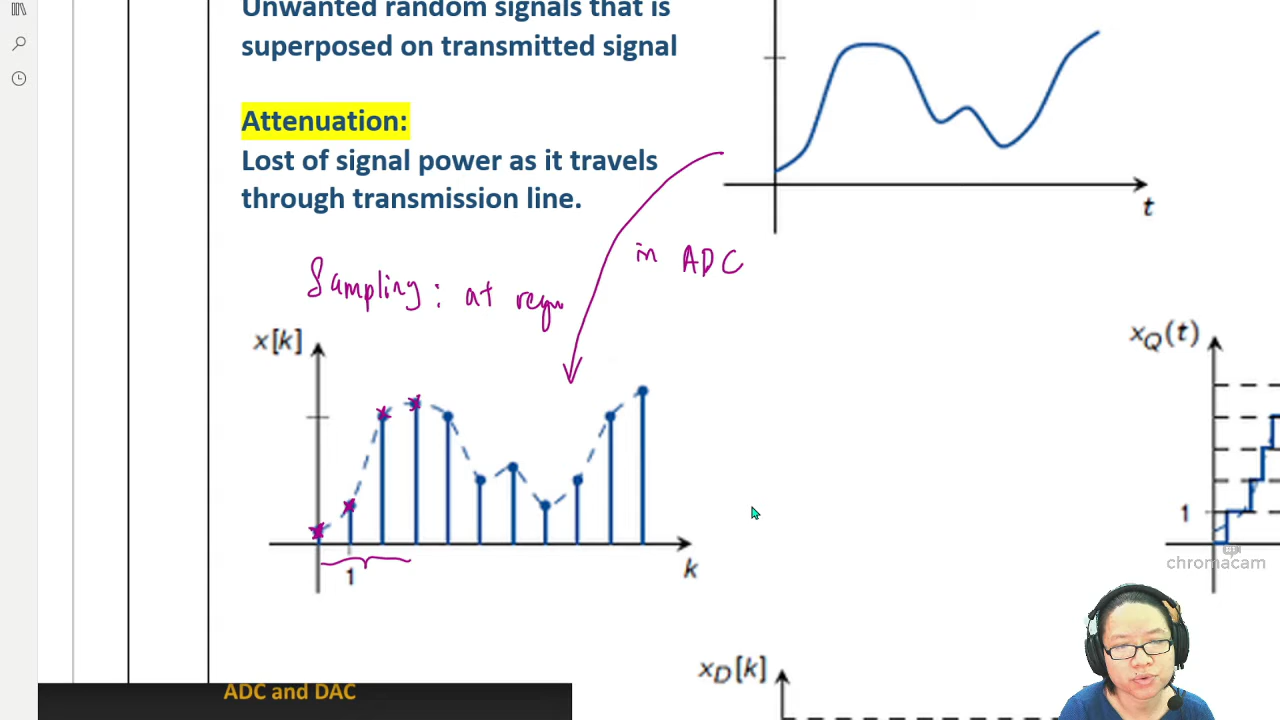 Unwanted random signals that is
superposed on transmitted signal
Attenuation:
Lost of signal power as it travels
through transmission line.
t
in ADC
Sampling: at regu
x[k]
1
k
xQ(t)
1
chromacam
xD[k]
ADC and DAC